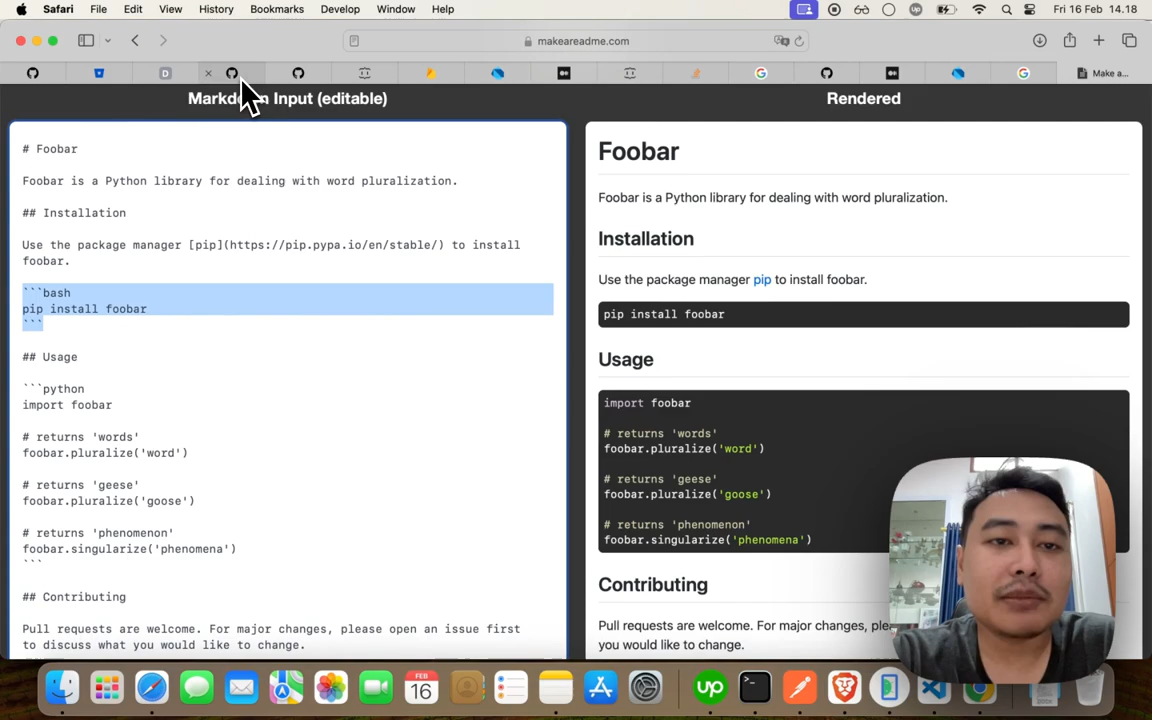 Safari File Edit View History Bookmarks Develop Window Help
Fri 16 Feb 14.18
makeareadme.com
Make a...
Markdown Input (editable)
Rendered
# Foobar
Foobar is a Python library for dealing with word pluralization.
## Installation
Use the package manager [pip](https://pip.pypa.io/en/stable/) to install
foobar.
```bash
pip install foobar
```
## Usage
```python
import foobar
# returns 'words'
foobar.pluralize('word')
# returns 'geese'
foobar.pluralize('goose')
# returns 'phenomenon'
foobar.singularize('phenomena')
```
## Contributing
Pull requests are welcome. For major changes, please open an issue first
to discuss what you would like to change.
Foobar
Foobar is a Python library for dealing with word pluralization.
Installation
Use the package manager pip to install foobar.
pip install foobar
Usage
import foobar
# returns 'words'
foobar.pluralize('word')
# returns 'geese'
foobar.pluralize('goose')
# returns 'phenomenon'
foobar.singularize('phenomena')
Contributing
Pull requests are welcome. For major changes, ple
you would like to change.
FEB
16
up